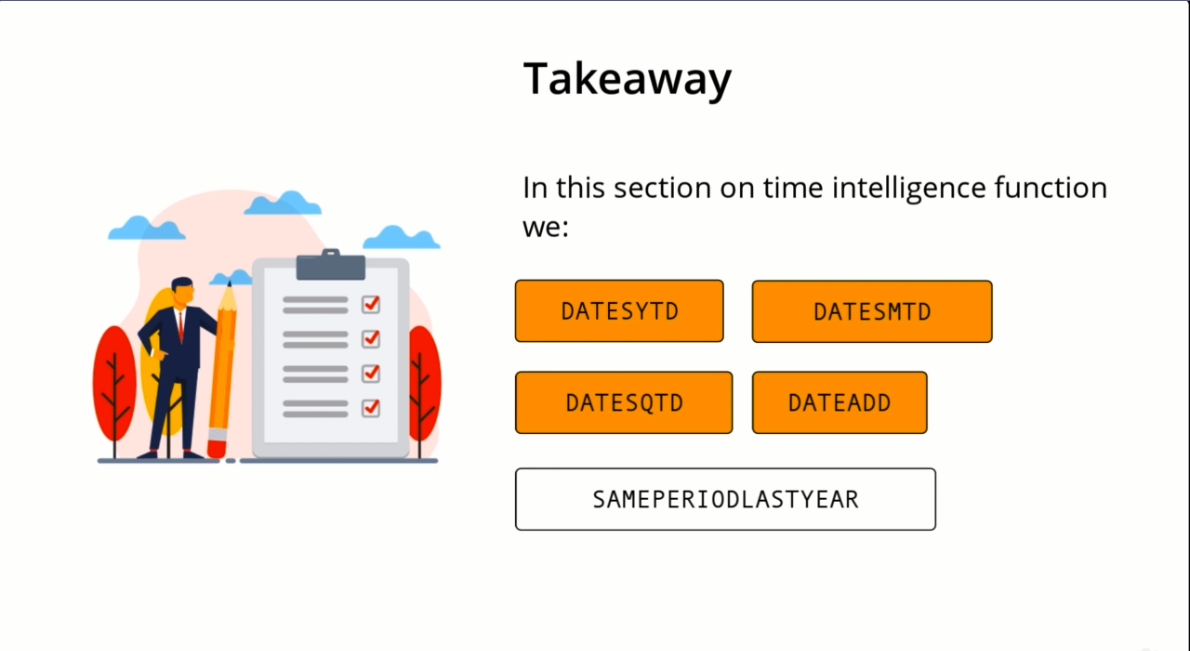 Takeaway
In this section on time intelligence function
we:
DATESYTD
DATESMTD
DATESQTD
DATEADD
SAMEPERIODLASTYEAR